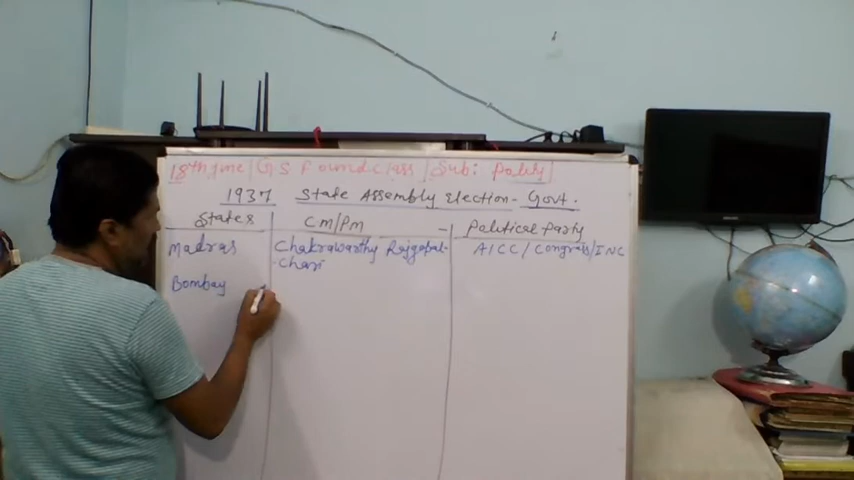 18th june | GS Found Class | Sub: Polity |
1937 State Assembly Election - Govt.
States CM/PM - Political Party
Madras Chakrawarthy Rajgopal- AICC/Congress/INC
-Chari
Bombay